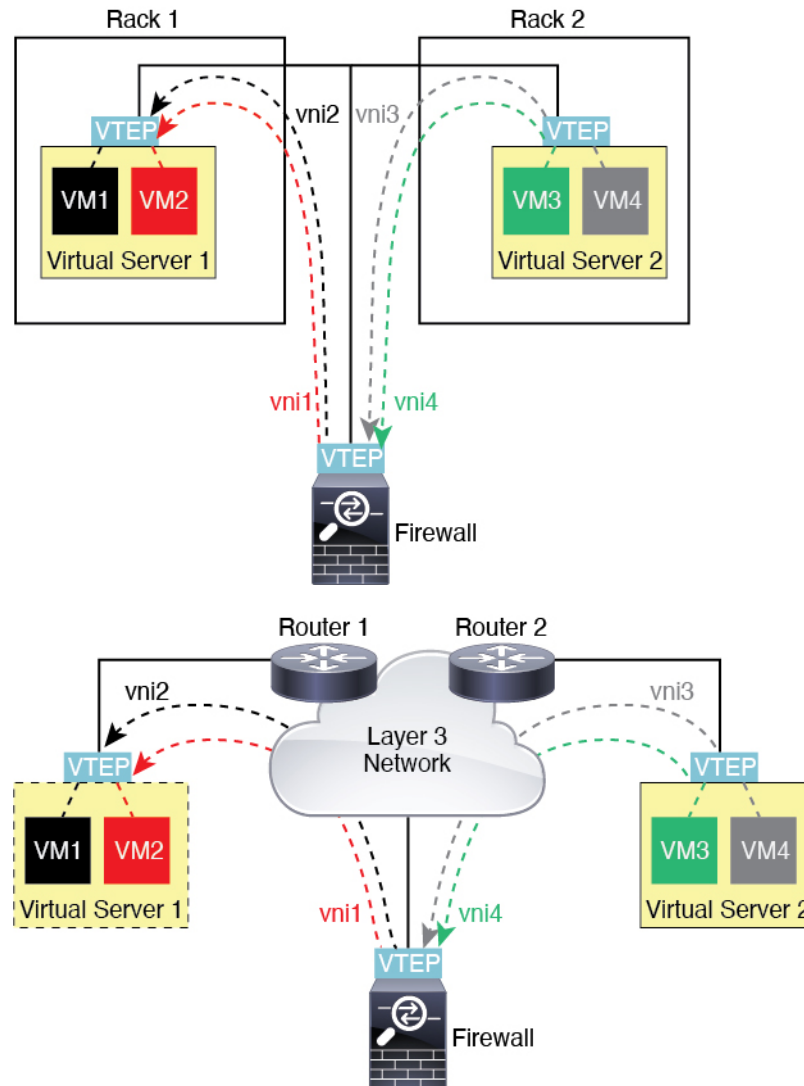 Rack 1
Rack 2
vni2
vni3
VTEP
VTEP
VM1
VM2
VM3
VM4
Virtual Server 1
Virtual Server 2
vni1
vni4
VTEP
Firewall
Router 1
Router 2
vni2
vni3
Layer 3
Network
VTEP
VTEP
VM1
VM2
VM3
VM4
Virtual Server 1
Virtual Server 2
vni1
vni4
VTEP
Firewall